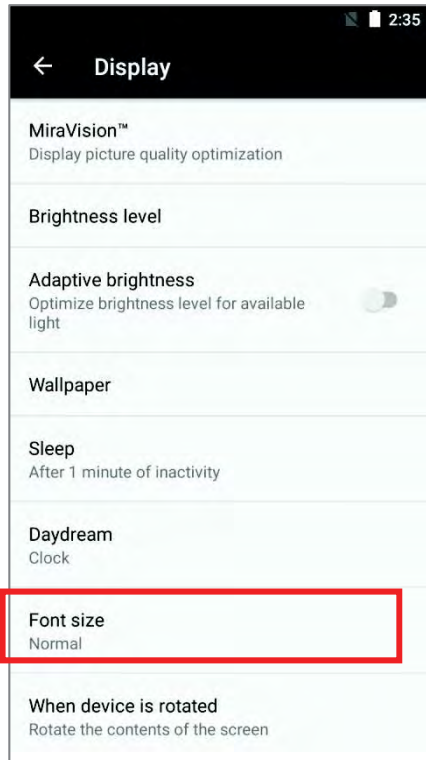 2:35
Display
MiraVision™
Display picture quality optimization
Brightness level
Adaptive brightness
Optimize brightness level for available
light
Wallpaper
Sleep
After 1 minute of inactivity
Daydream
Clock
Font size
Normal
When device is rotated
Rotate the contents of the screen